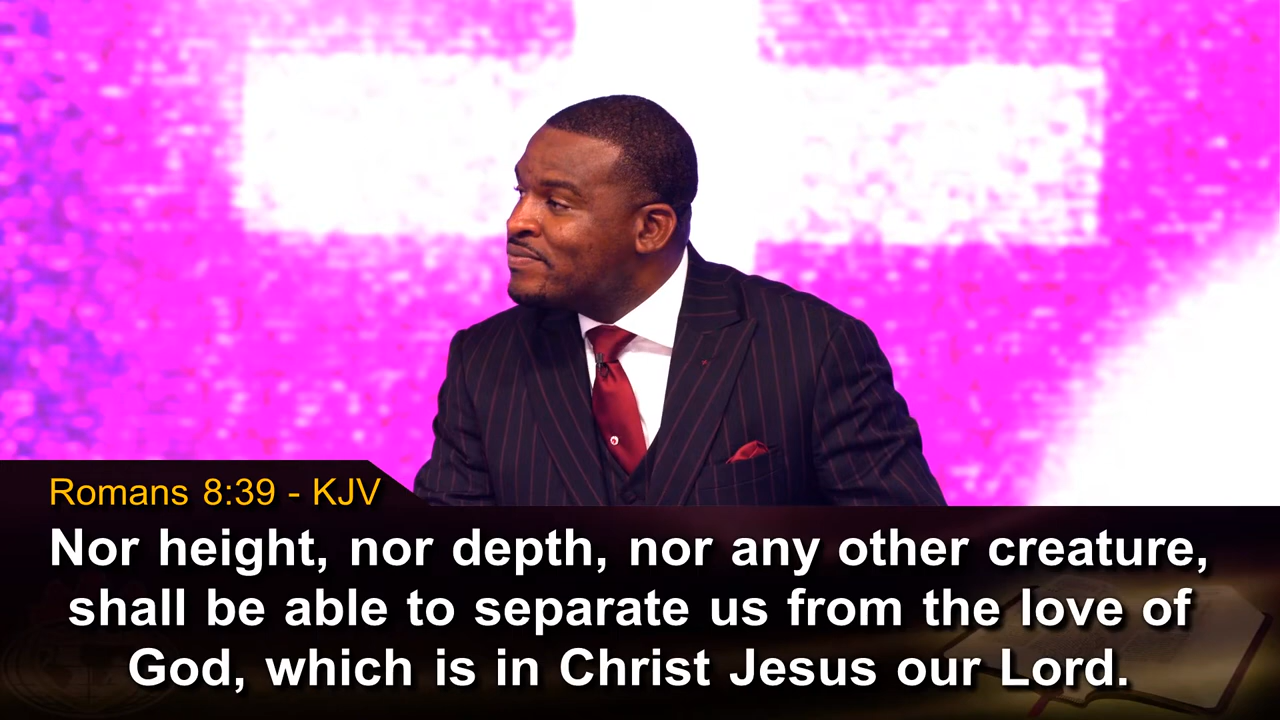 Romans 8:39 - KJV
Nor height, nor depth, nor any other creature,
shall be able to separate us from the love of
God, which is in Christ Jesus our Lord.